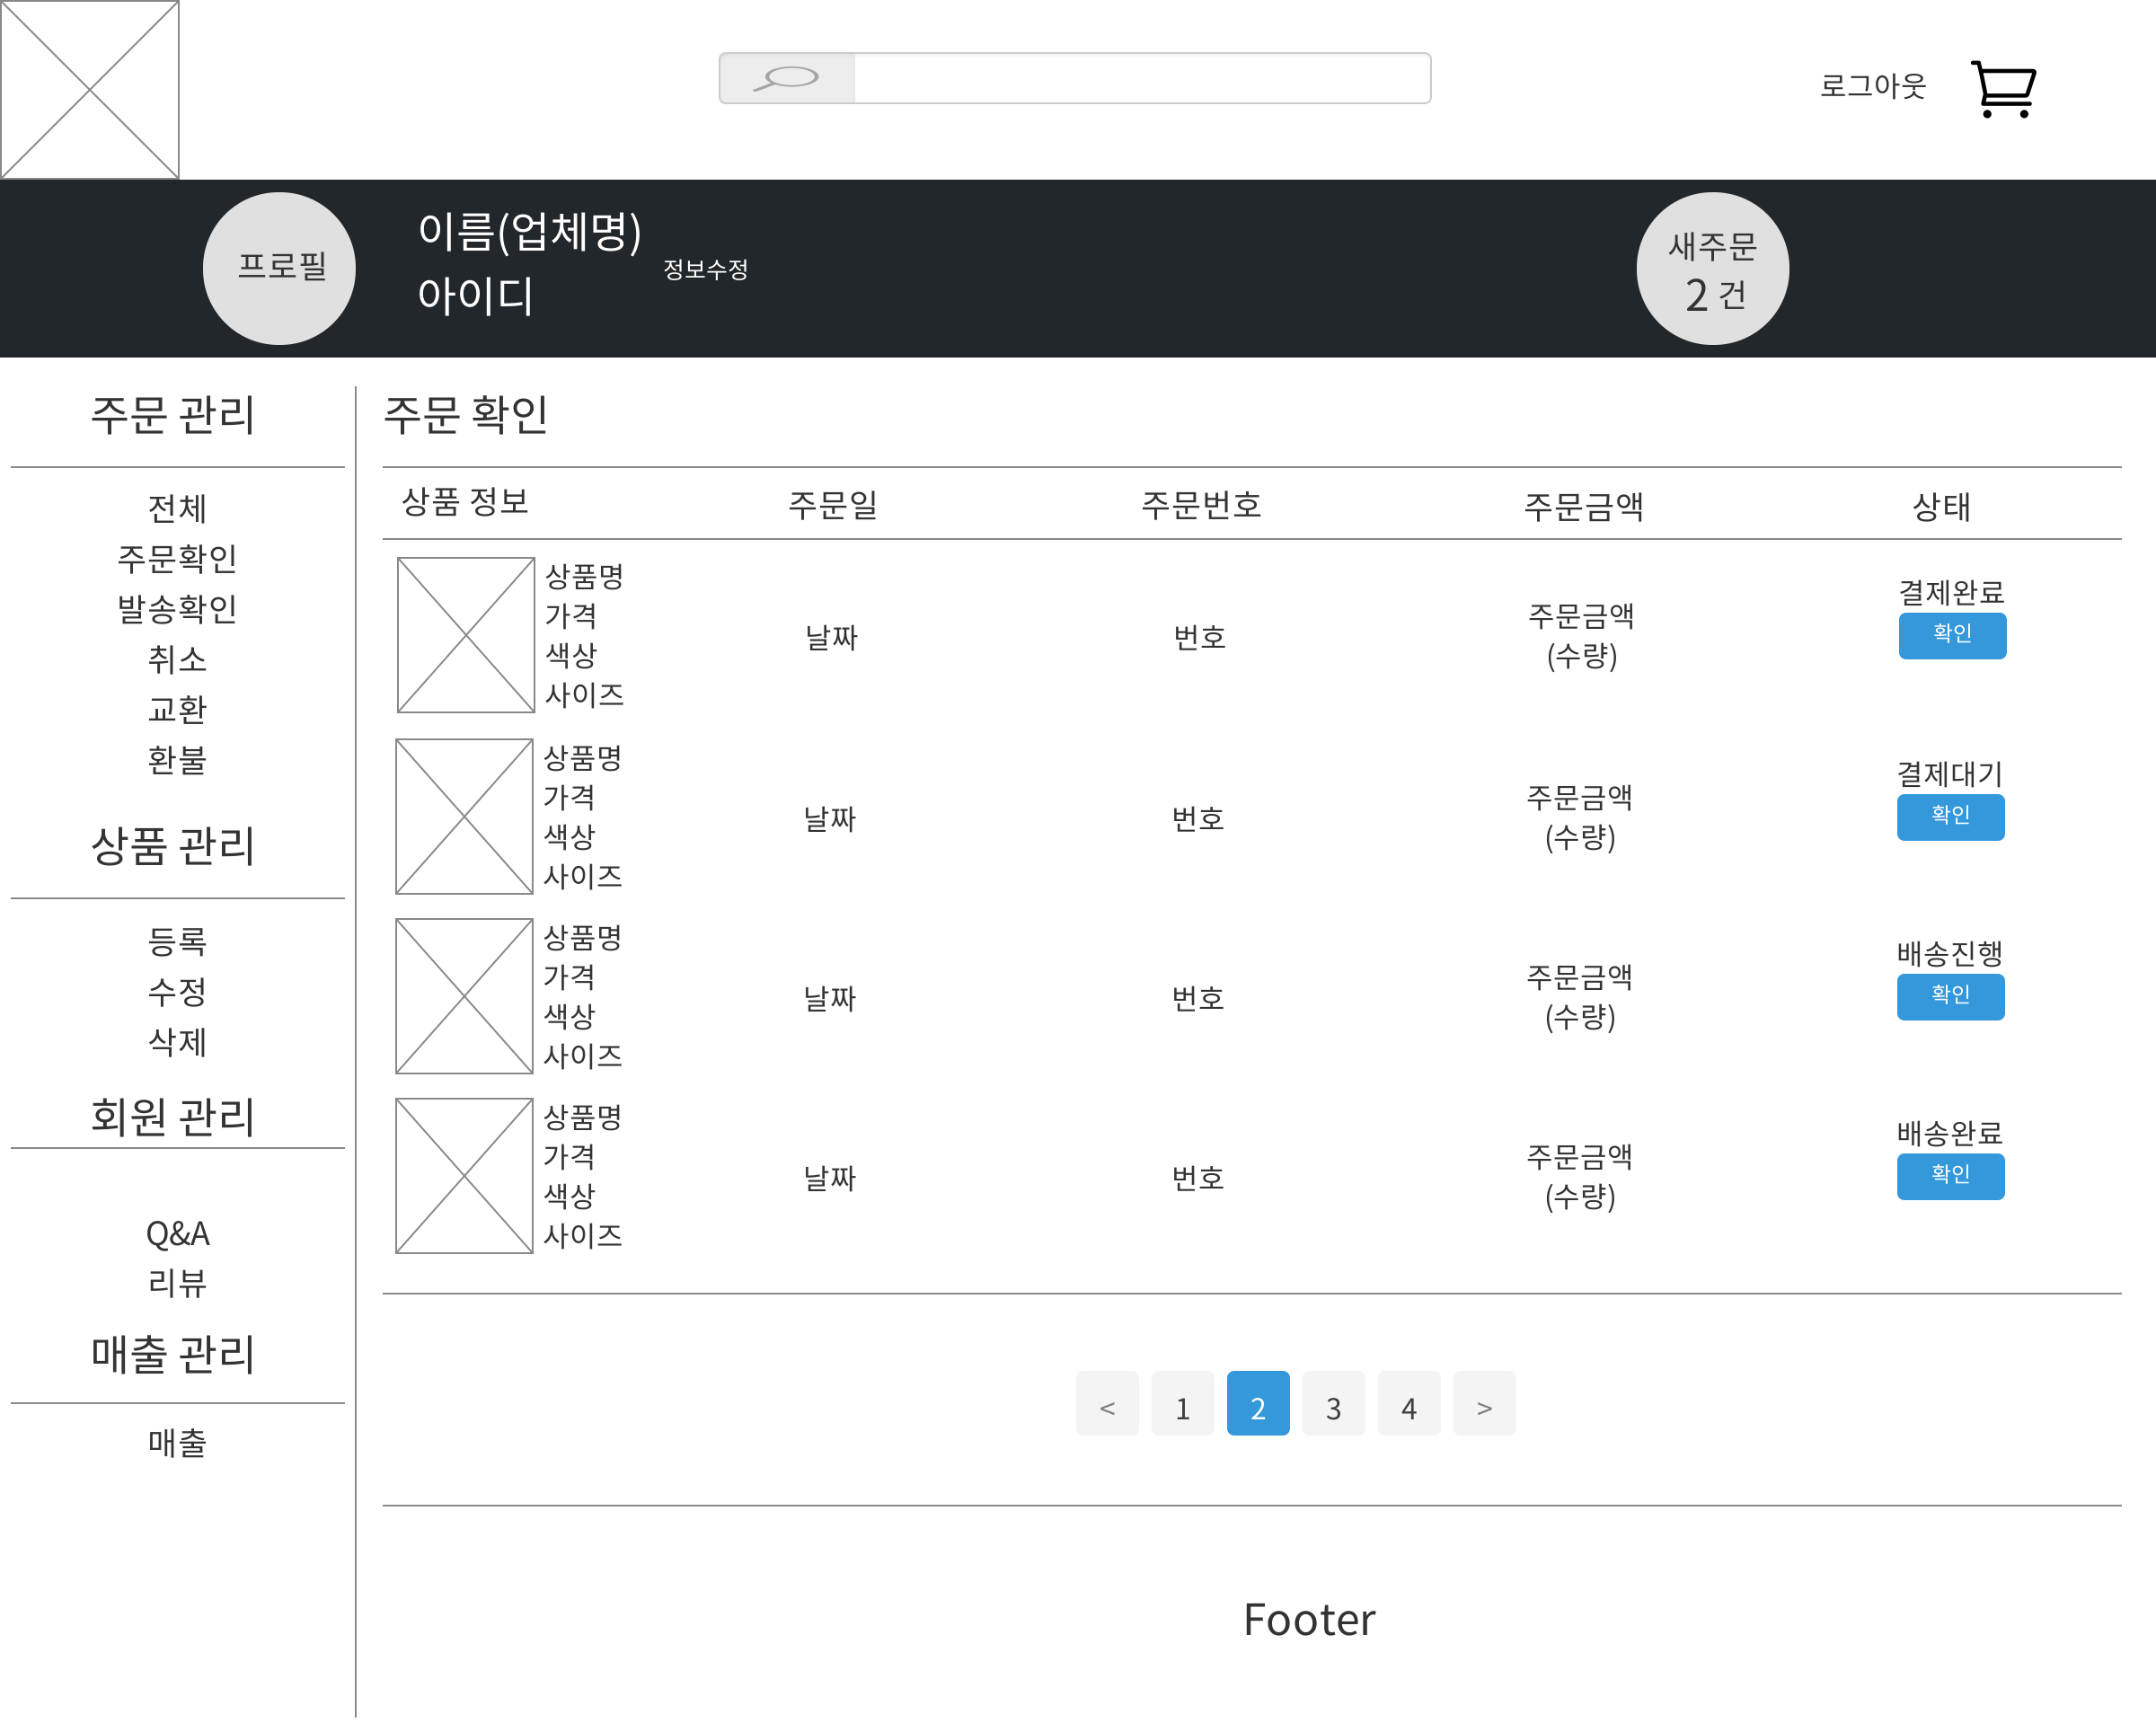 로그아웃
프로필
이름(업체명)
아이디
정보수정
새주문
2 건
주문 관리
전체
주문확인
발송확인
취소
교환
환불
상품 관리
등록
수정
삭제
회원 관리
Q&A
리뷰
매출 관리
매출
주문 확인
상품 정보 주문일 주문번호 주문금액 상태
상품명
가격
색상
사이즈
날짜
번호
주문금액
(수량)
결제완료
확인
상품명
가격
색상
사이즈
날짜
번호
주문금액
(수량)
결제대기
확인
상품명
가격
색상
사이즈
날짜
번호
주문금액
(수량)
배송진행
확인
상품명
가격
색상
사이즈
날짜
번호
주문금액
(수량)
배송완료
확인
< 1 2 3 4 >
Footer